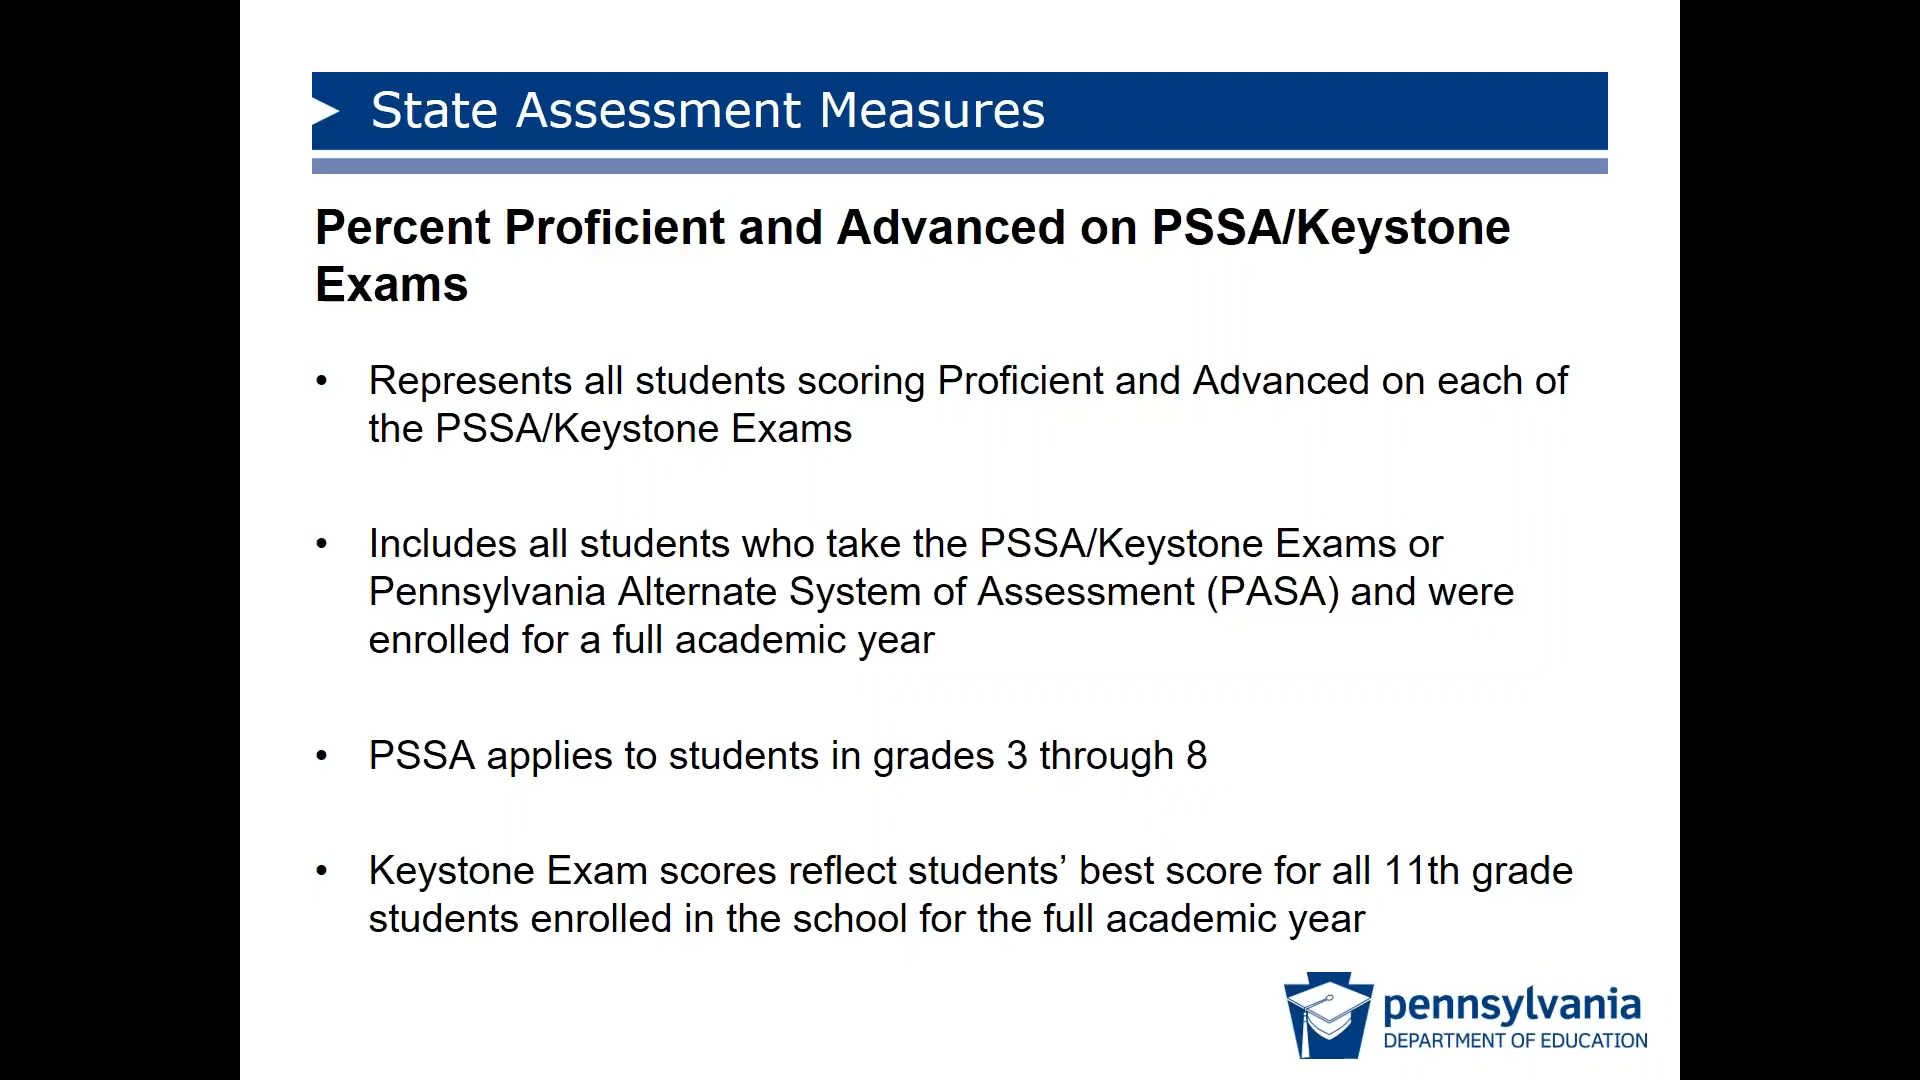 State Assessment Measures
Percent Proficient and Advanced on PSSA/Keystone
Exams
• Represents all students scoring Proficient and Advanced on each of
the PSSA/Keystone Exams
• Includes all students who take the PSSA/Keystone Exams or
Pennsylvania Alternate System of Assessment (PASA) and were
enrolled for a full academic year
• PSSA applies to students in grades 3 through 8
• Keystone Exam scores reflect students’ best score for all 11th grade
students enrolled in the school for the full academic year
pennsylvania
DEPARTMENT OF EDUCATION